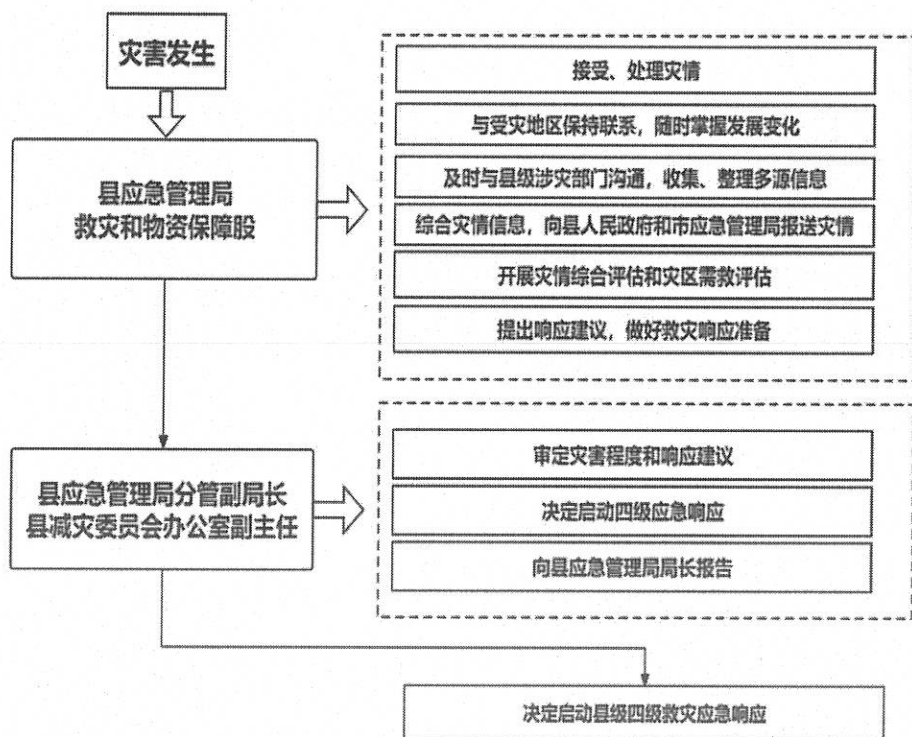 灾害发生
接受、处理灾情
与受灾地区保持联系，随时掌握发展变化
县应急管理局
救灾和物资保障股
及时与县级涉灾部门沟通，收集、整理多源信息
综合灾情信息，向县人民政府和市应急管理局报送灾情
开展灾情综合评估和灾区需救评估
提出响应建议，做好救灾响应准备
县应急管理局分管副局长
县减灾委员会办公室副主任
审定灾害程度和响应建议
决定启动四级应急响应
向县应急管理局局长报告
决定启动县级四级救灾应急响应